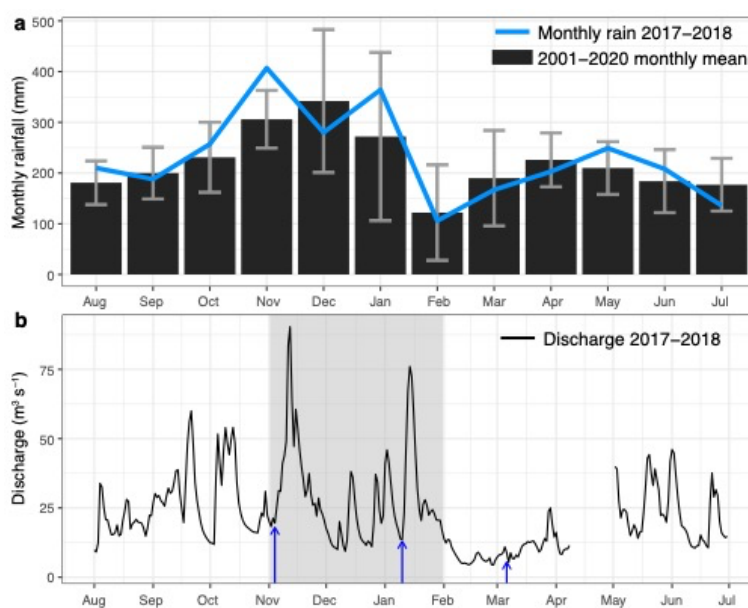 a
Monthly rain 2017−2018
2001−2020 monthly mean
Monthly rainfall (mm)
500
400
300
200
100
0
Aug Sep Oct Nov Dec Jan Feb Mar Apr May Jun Jul
b
Discharge 2017−2018
Discharge (m³ s⁻¹)
75
50
25
0
Aug Sep Oct Nov Dec Jan Feb Mar Apr May Jun Jul